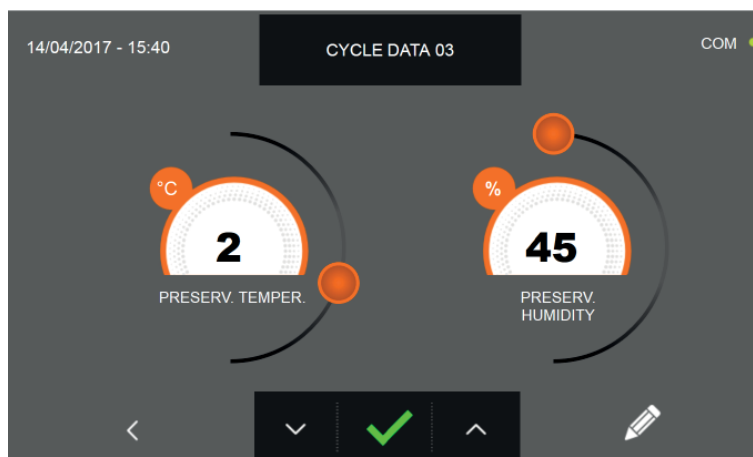 14/04/2017 - 15:40
CYCLE DATA 03
COM
°C
%
2
45
PRESERV. TEMPER.
PRESERV.
HUMIDITY